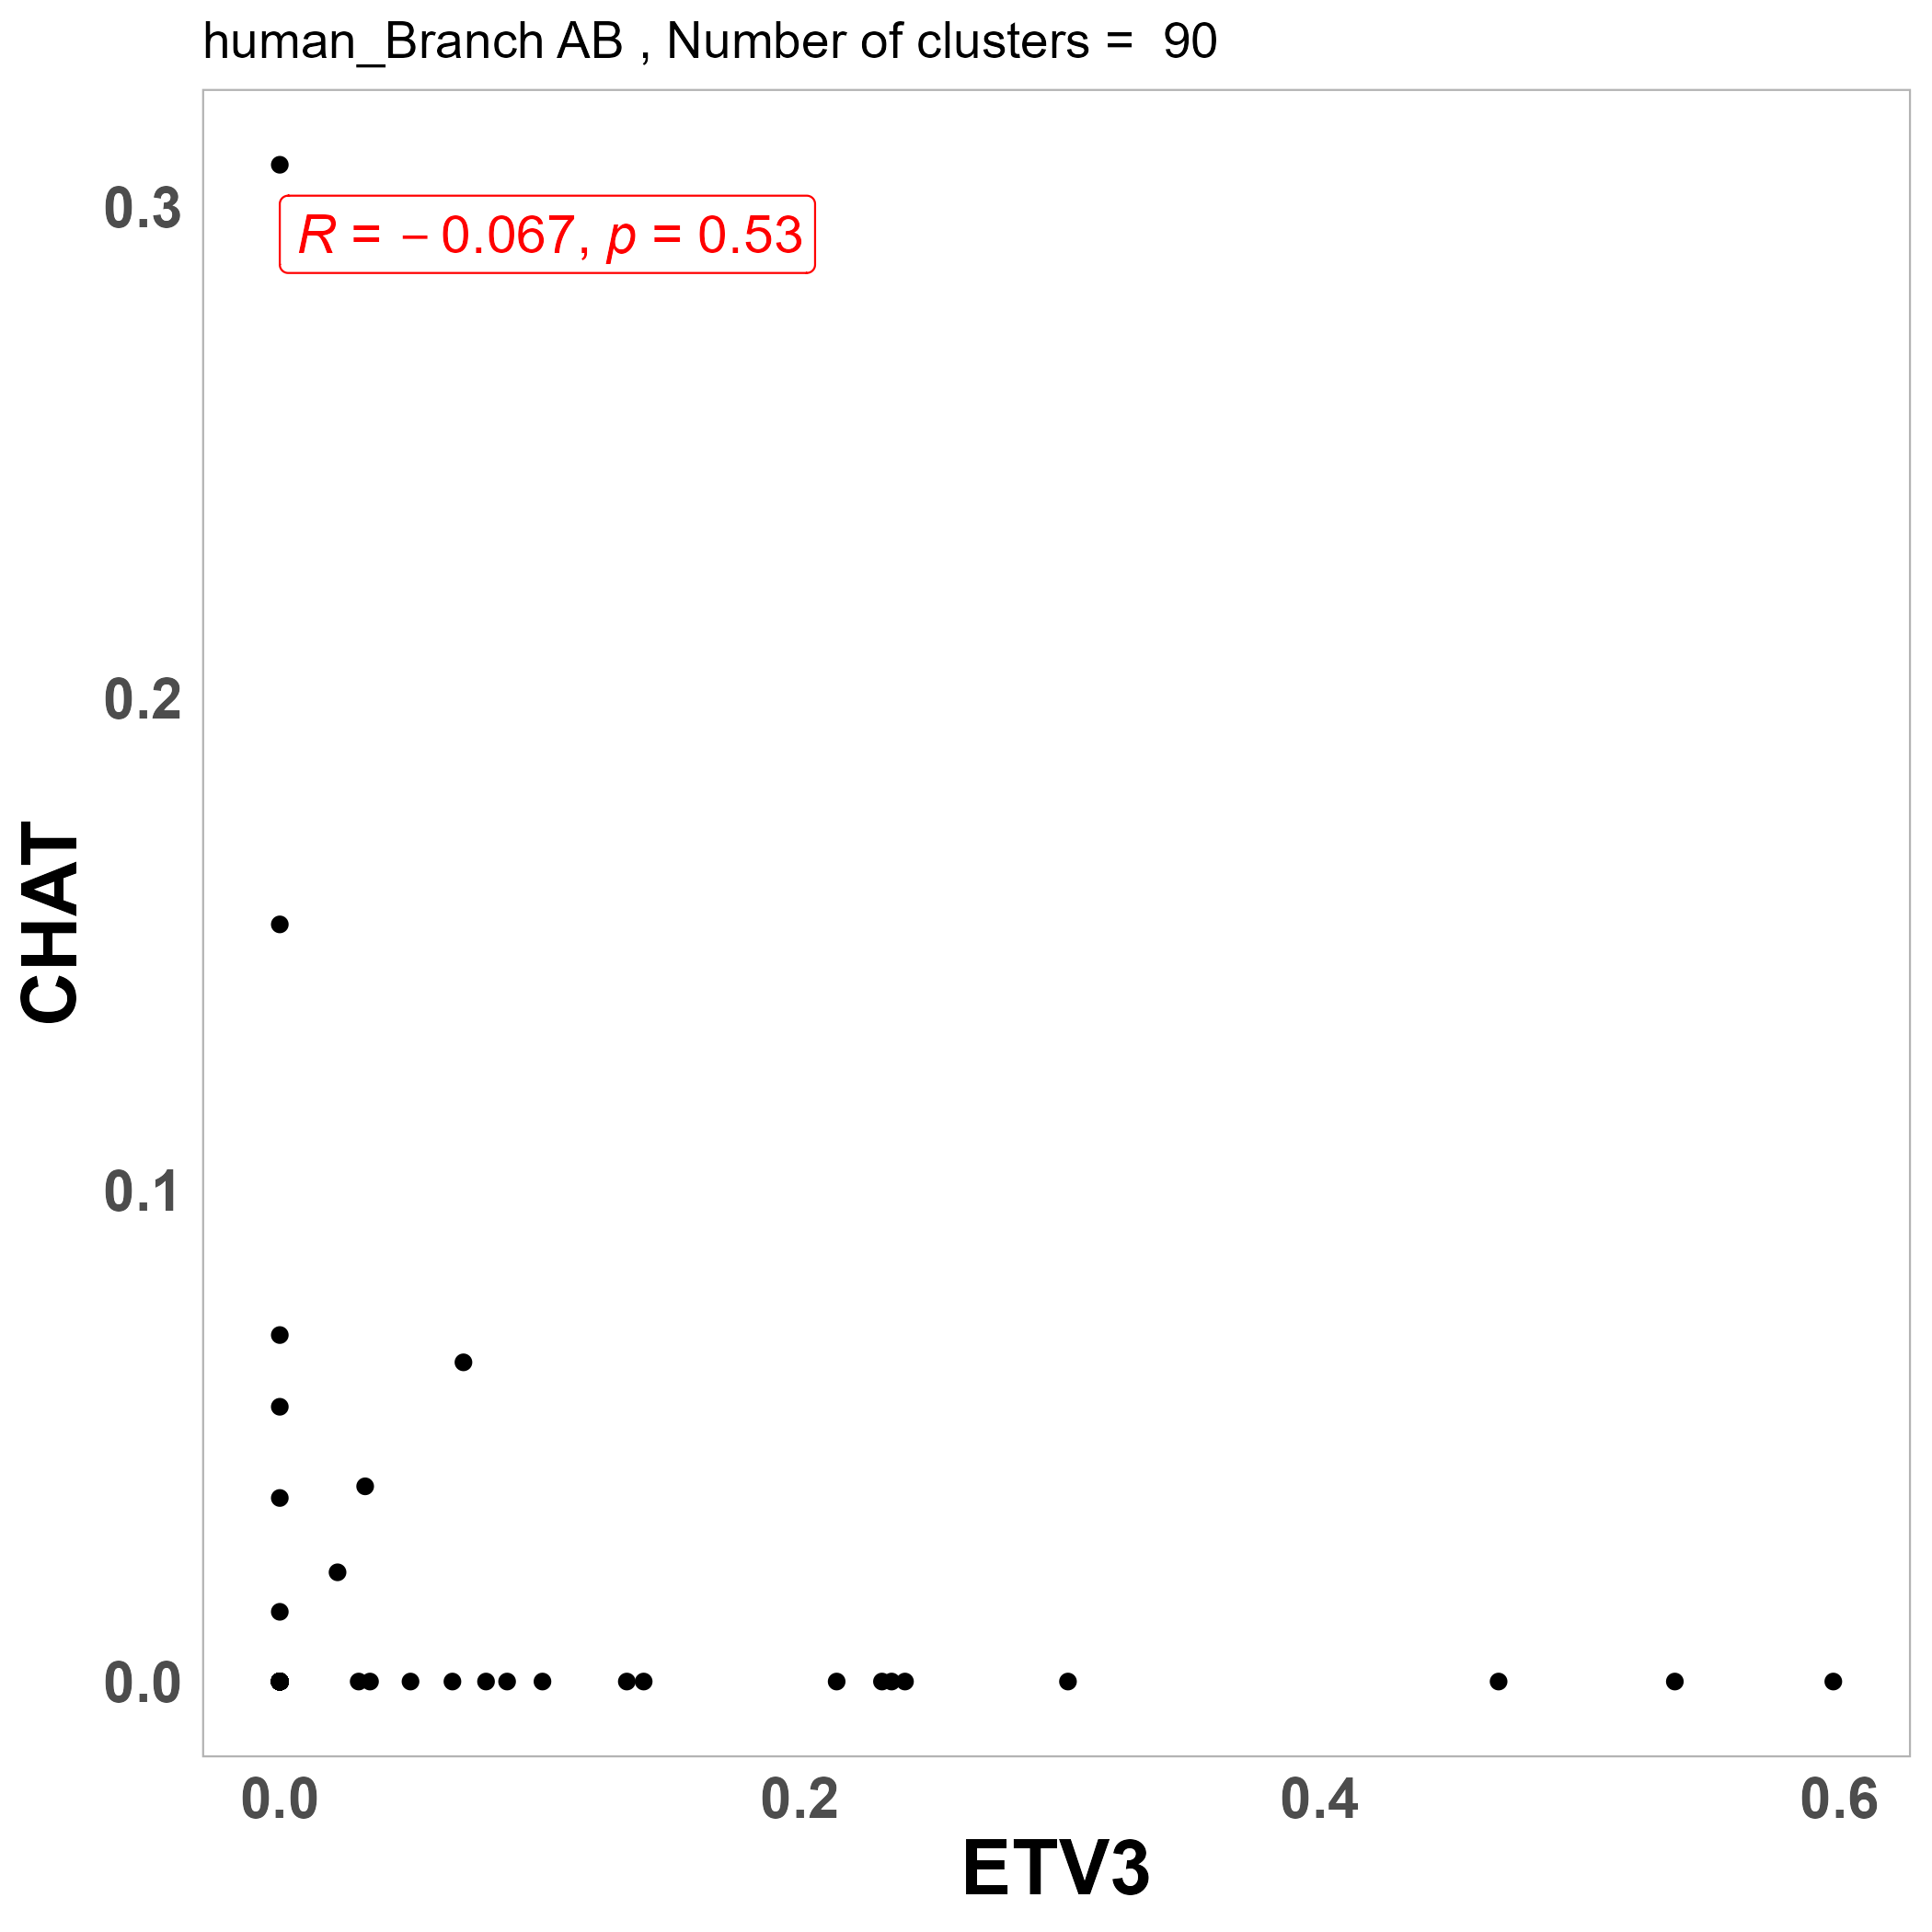 human_Branch AB , Number of clusters =  90
R = − 0.067, p = 0.53
0.3
0.2
0.1
0.0
CHAT
0.0 0.2 0.4 0.6
ETV3